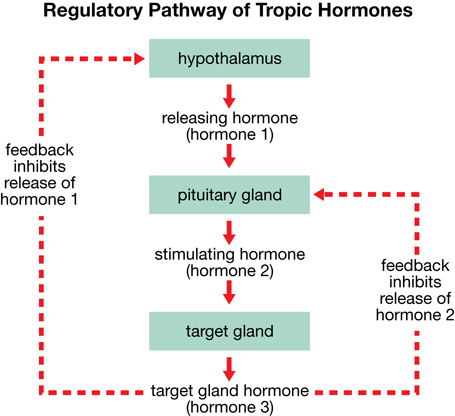 Regulatory Pathway of Tropic Hormones
hypothalamus
releasing hormone
(hormone 1)
feedback
inhibits
release of
hormone 1
pituitary gland
stimulating hormone
(hormone 2)
feedback
inhibits
release of
hormone 2
target gland
target gland hormone
(hormone 3)